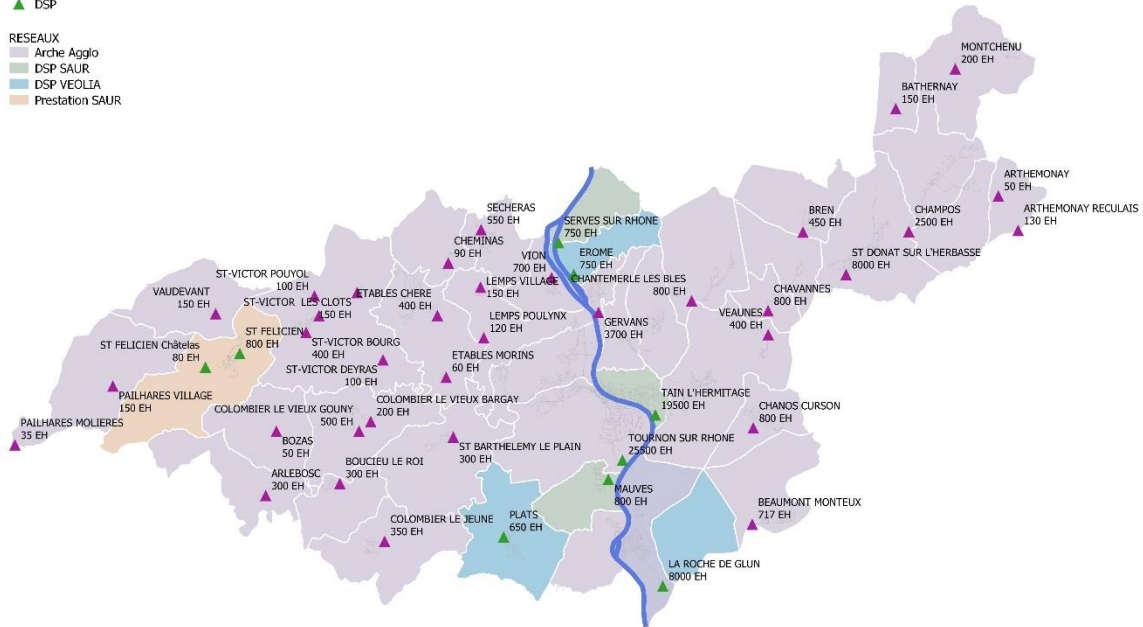 DSP
RESEAUX
Arche Agglo
DSP SAUR
DSP VEOLIA
Prestation SAUR
MONTCHENU
200 EH
BATHERNAY
150 EH
ARTHEMONAY
50 EH
ARTHEMONAY RECULAIS
130 EH
BREN
450 EH
CHAMPOS
2500 EH
ST DONAT SUR L'HERBASSE
8000 EH
SECHERAS
550 EH
SERVES SUR RHONE
750 EH
CHEMINAS
90 EH
VION
700 EH
EROME
750 EH
CHANTEMERLE LES BLES
800 EH
CHAVANNES
800 EH
VEAUNES
400 EH
ST-VICTOR POUYOL
100 EH
LEMPS VILLAGE
150 EH
VAUDEVANT
150 EH
ST-VICTOR LES CLOTS
150 EH
ETABLES CHERE
400 EH
LEMPS POULYNX
120 EH
GERVANS
3700 EH
ST FELICIEN
800 EH
ST FELICIEN Châtelas
80 EH
ST-VICTOR BOURG
400 EH
ST-VICTOR DEYRAS
100 EH
ETABLES MORINS
60 EH
PAILHARES VILLAGE
150 EH
PAILHARES MOLIERES
35 EH
COLOMBIER LE VIEUX GOUNY
500 EH
COLOMBIER LE VIEUX BARGAY
200 EH
TAIN L'HERMITAGE
19500 EH
CHANOS CURSON
800 EH
BOZAS
50 EH
ST BARTHELEMY LE PLAIN
300 EH
TOURNON SUR RHONE
25500 EH
ARLEBOSC
300 EH
BOUCIEU LE ROI
300 EH
MAUVES
800 EH
BEAUMONT MONTEUX
717 EH
COLOMBIER LE JEUNE
350 EH
PLATS
650 EH
LA ROCHE DE GLUN
8000 EH